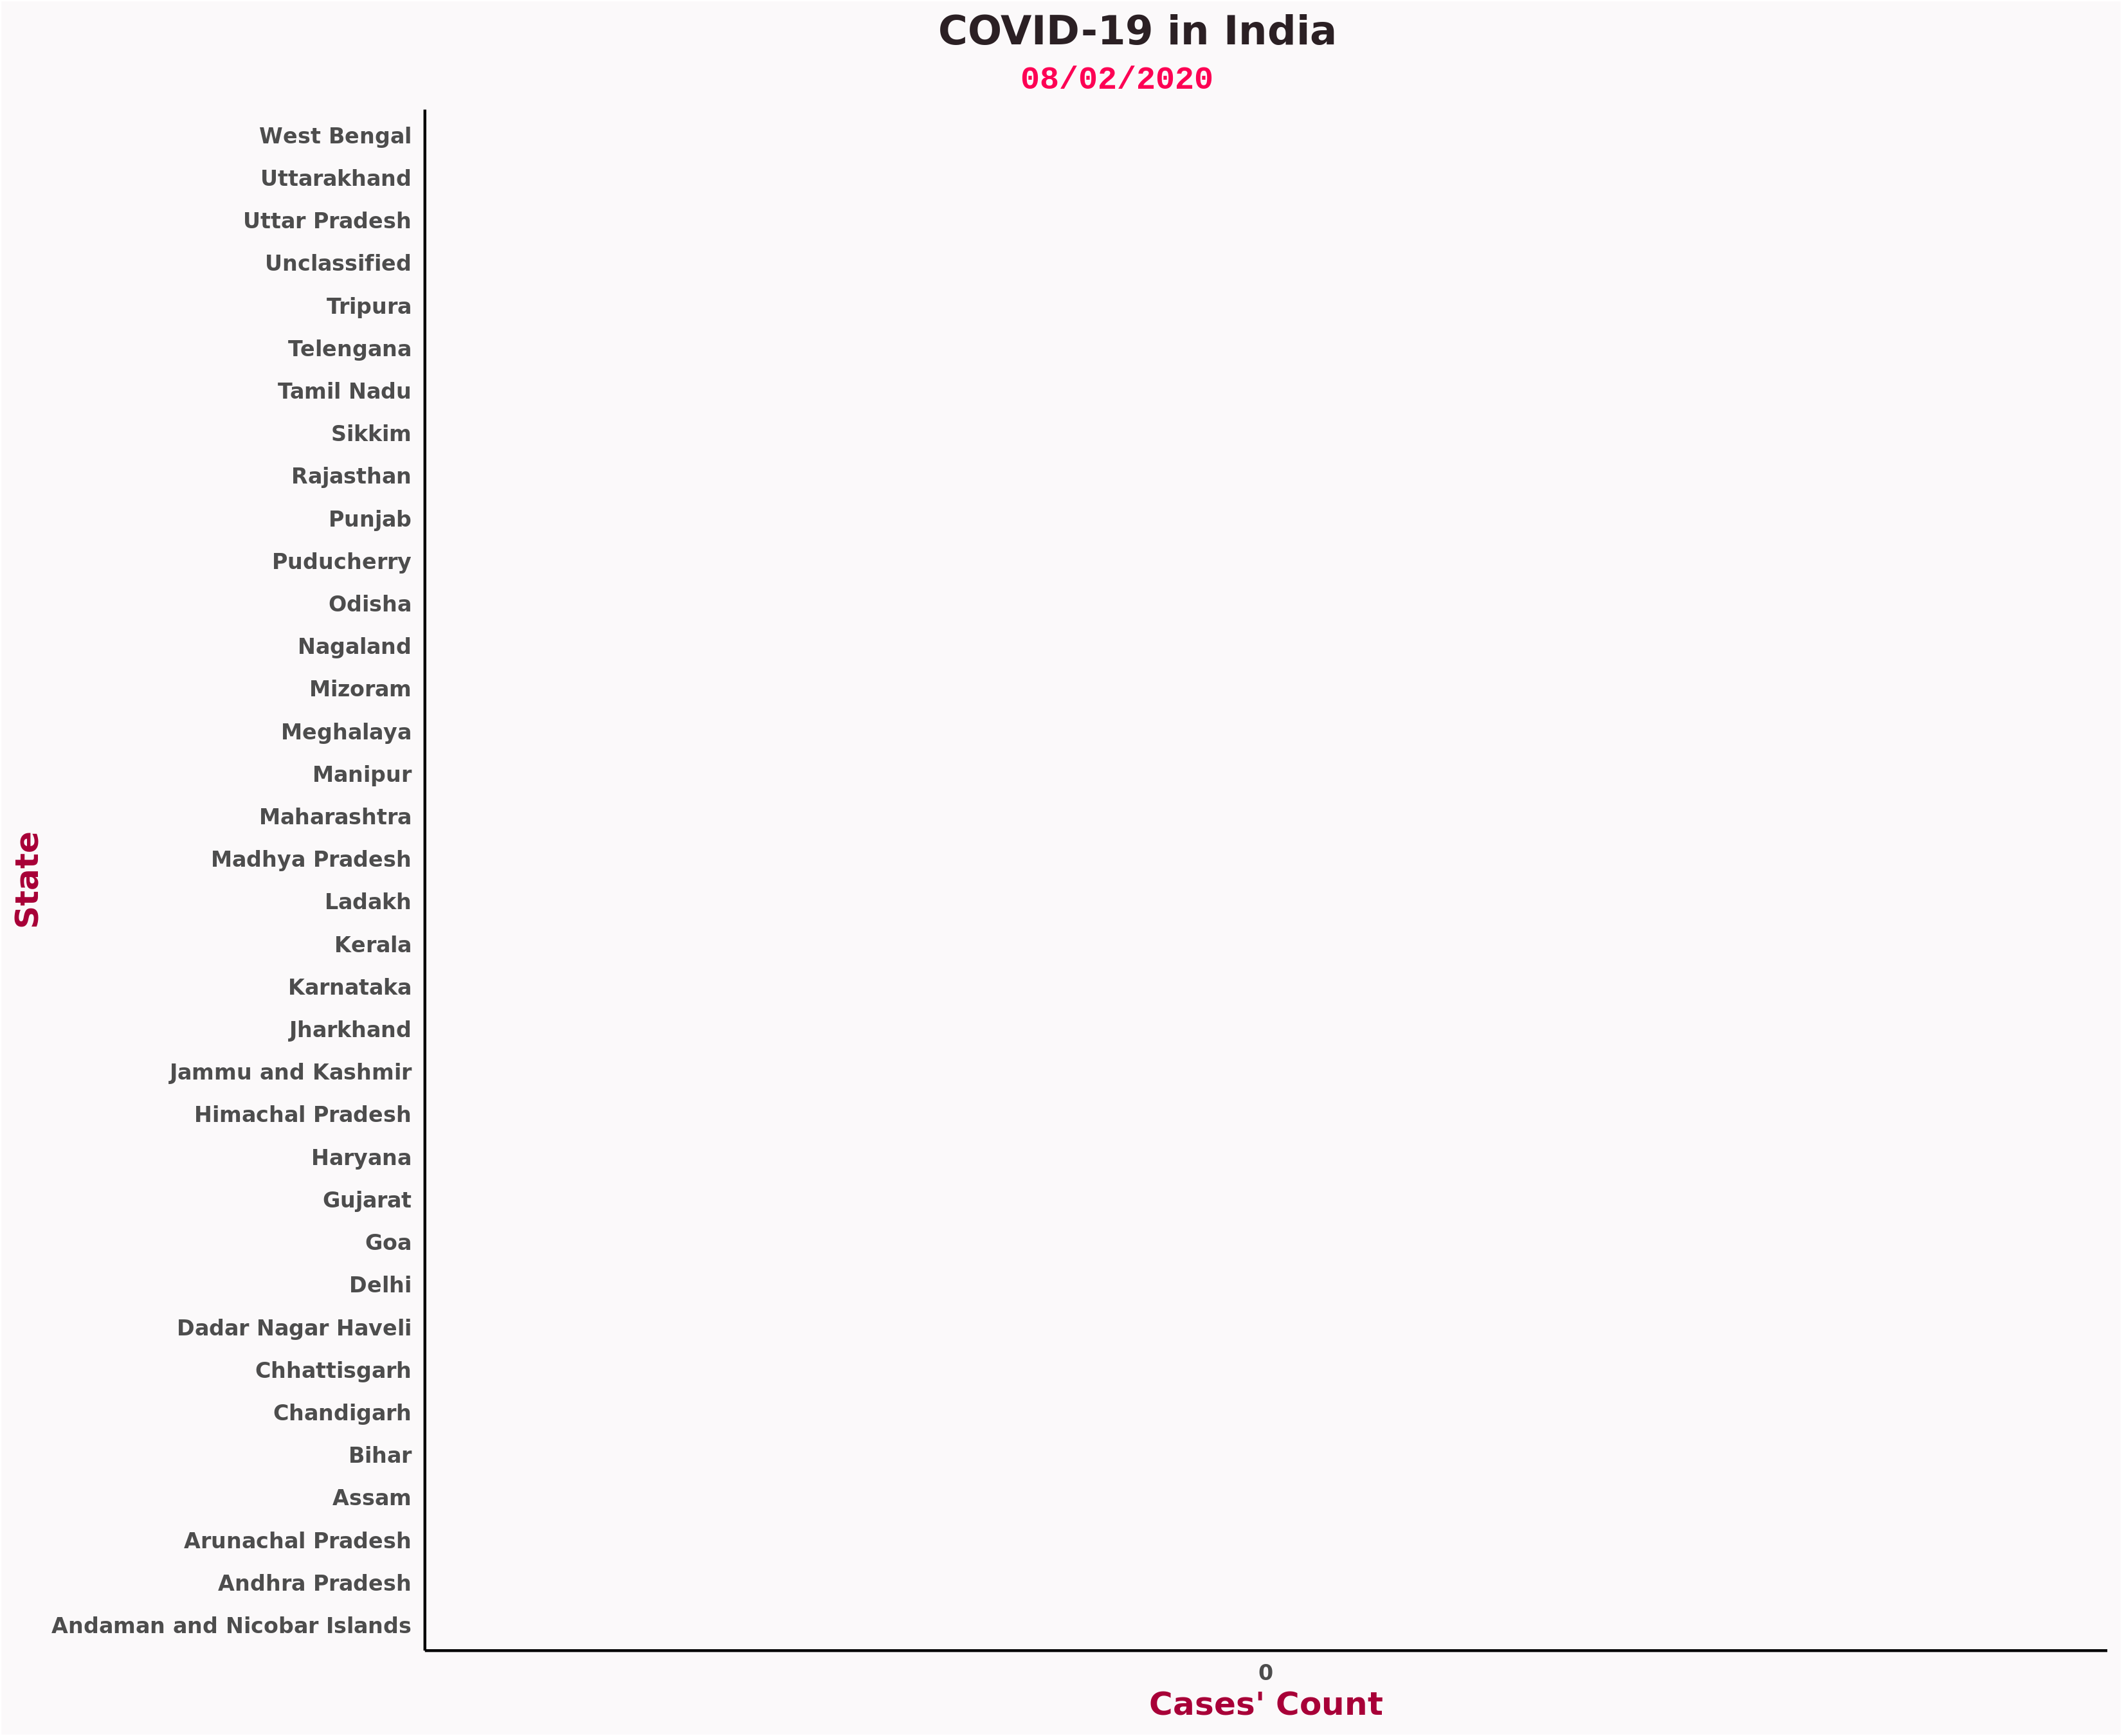 COVID-19 in India
08/02/2020
West Bengal
Uttarakhand
Uttar Pradesh
Unclassified
Tripura
Telengana
Tamil Nadu
Sikkim
Rajasthan
Punjab
Puducherry
Odisha
Nagaland
Mizoram
Meghalaya
Manipur
Maharashtra
Madhya Pradesh
Ladakh
Kerala
Karnataka
Jharkhand
Jammu and Kashmir
Himachal Pradesh
Haryana
Gujarat
Goa
Delhi
Dadar Nagar Haveli
Chhattisgarh
Chandigarh
Bihar
Assam
Arunachal Pradesh
Andhra Pradesh
Andaman and Nicobar Islands
State
0
Cases' Count